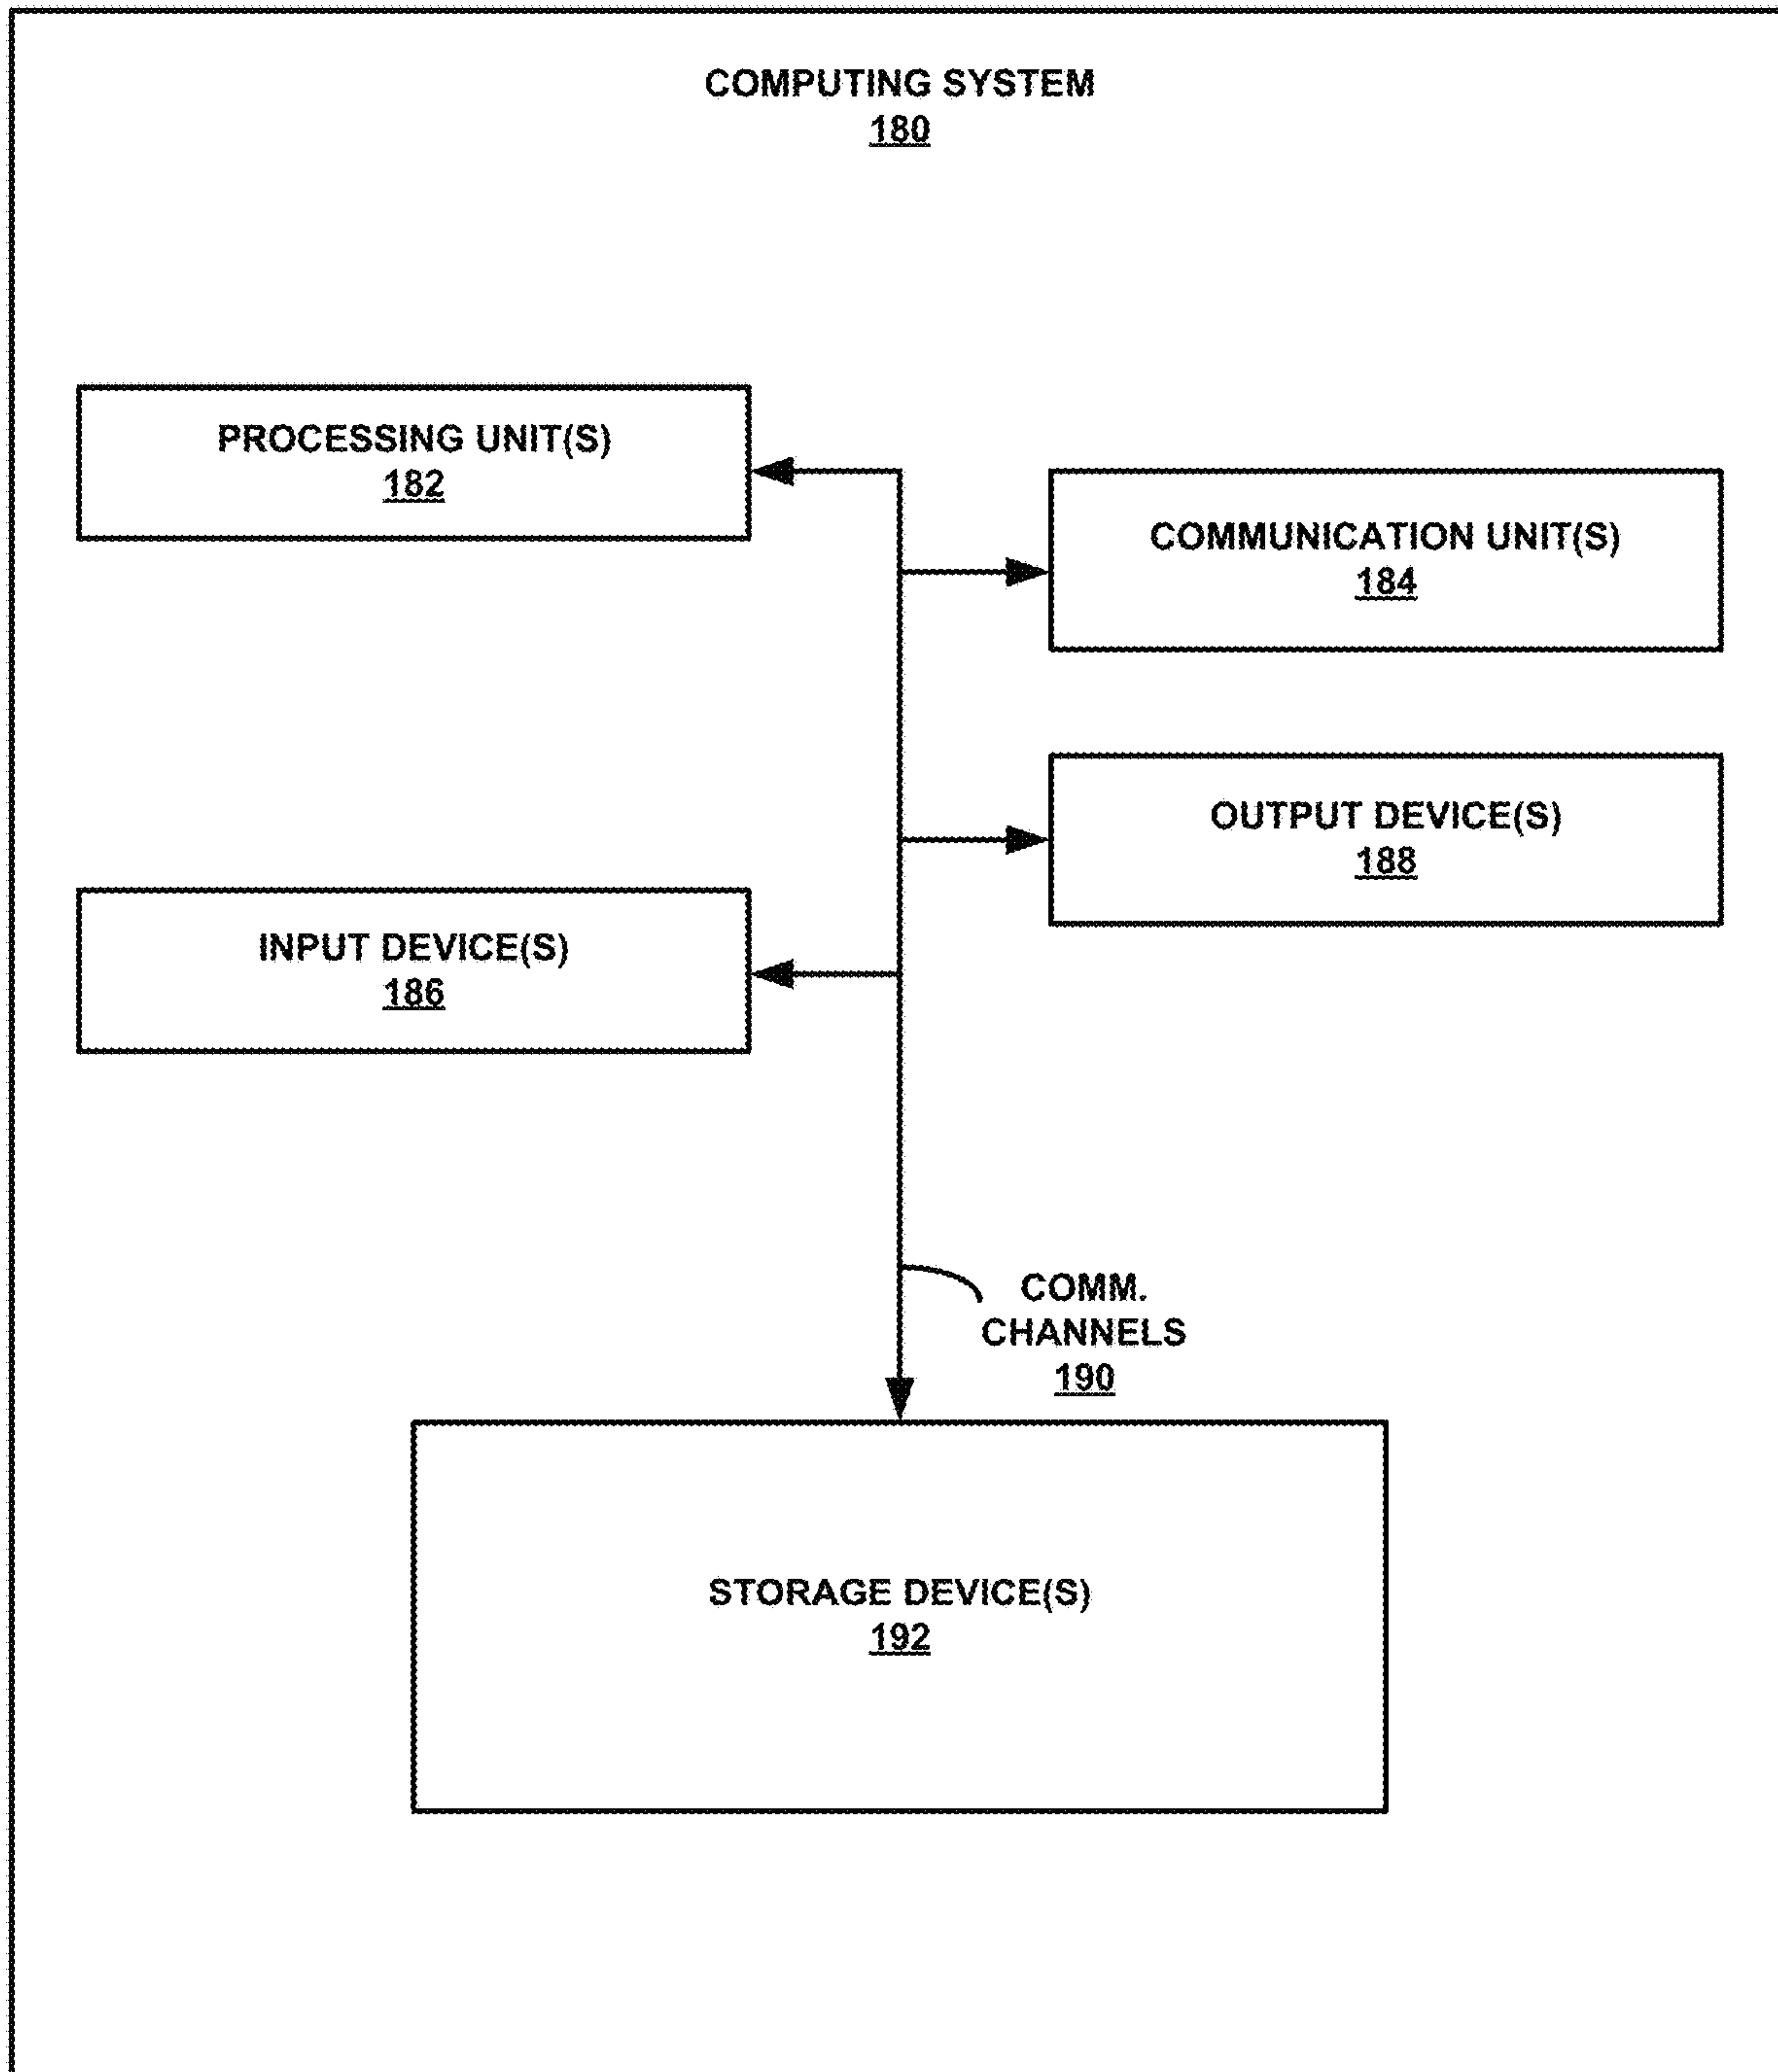 COMPUTING SYSTEM
180
PROCESSING UNIT(S)
182
COMMUNICATION UNIT(S)
184
OUTPUT DEVICE(S)
188
INPUT DEVICE(S)
186
COMM.
CHANNELS
190
STORAGE DEVICE(S)
192